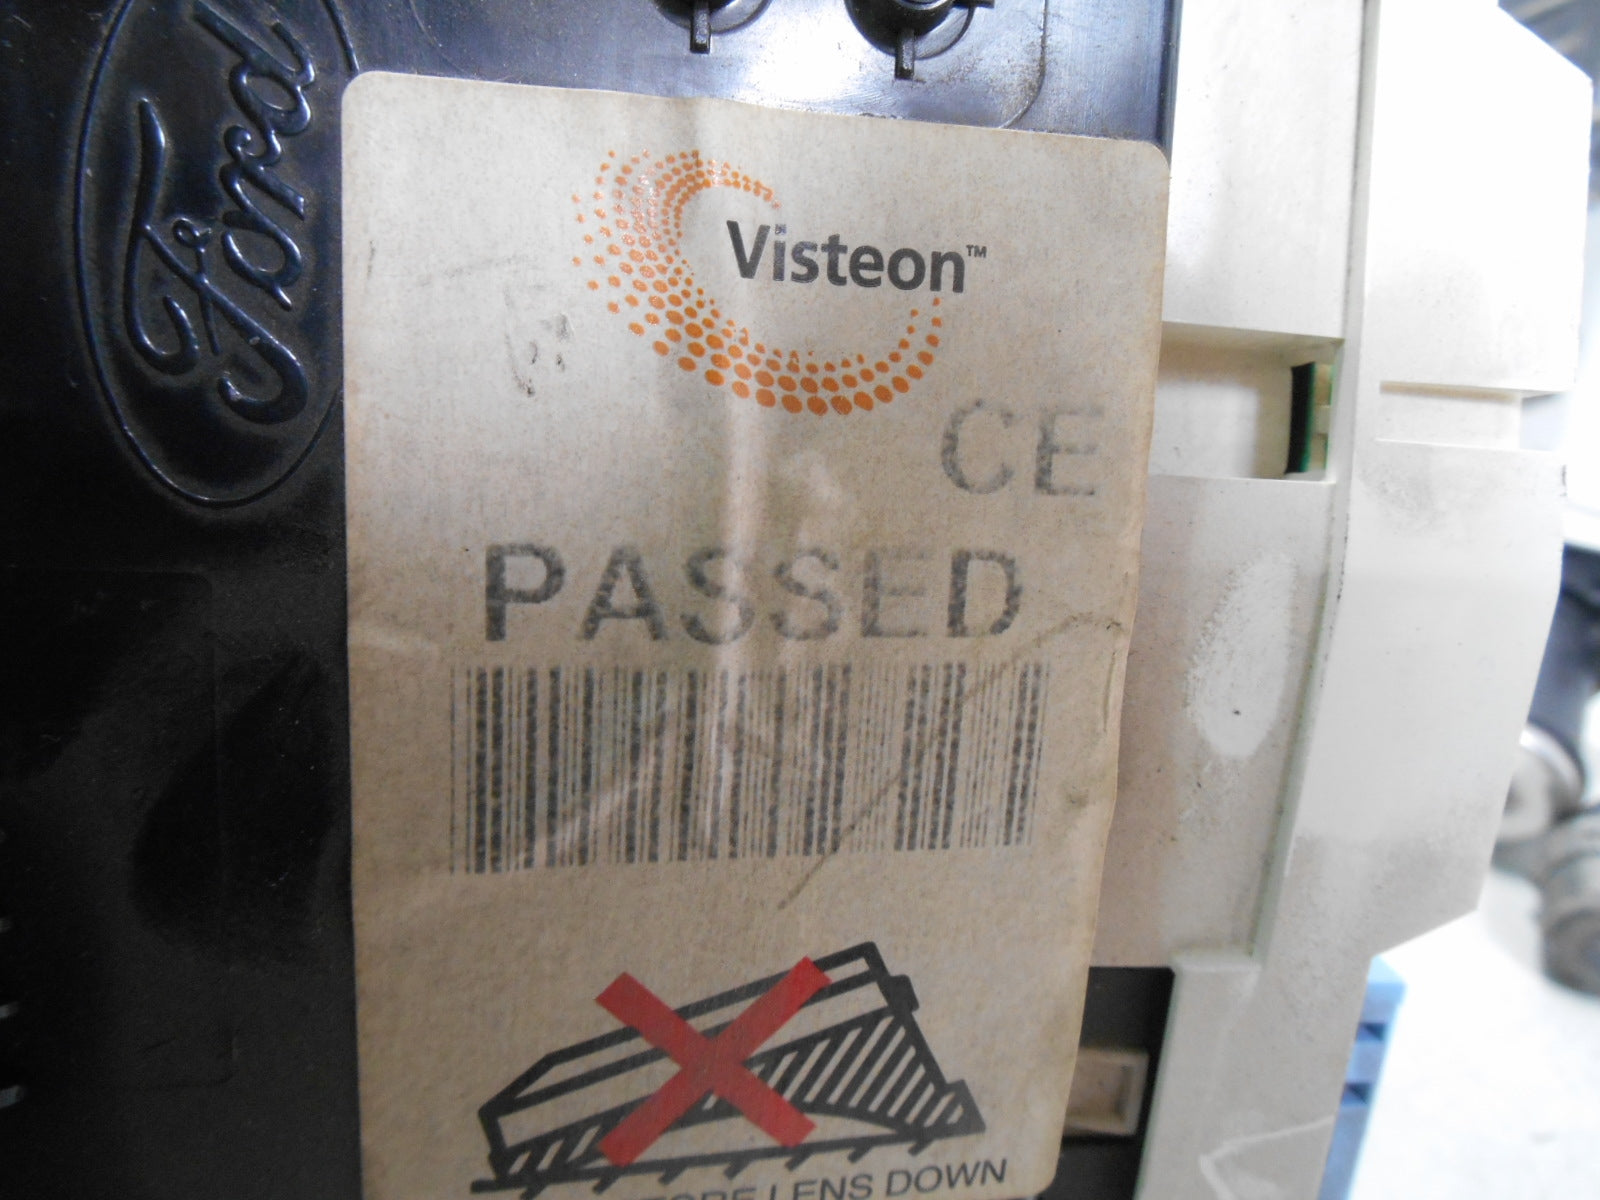 Ford
Visteon™
CE
PASSED
LENS DOWN